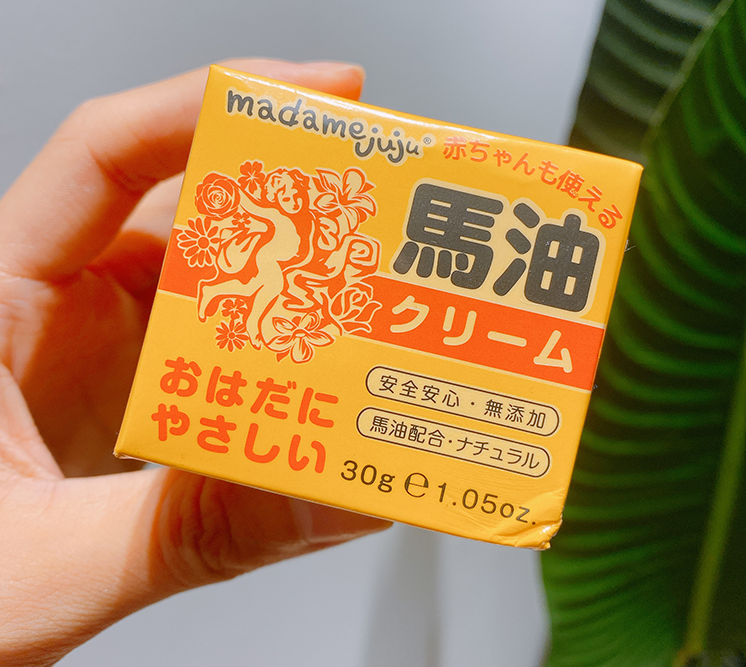 madamejuju®
赤ちゃんも使える
馬油
クリーム
おはだに
やさしい
安全安心・無添加
馬油配合・ナチュラル
30g ℮ 1.05oz.